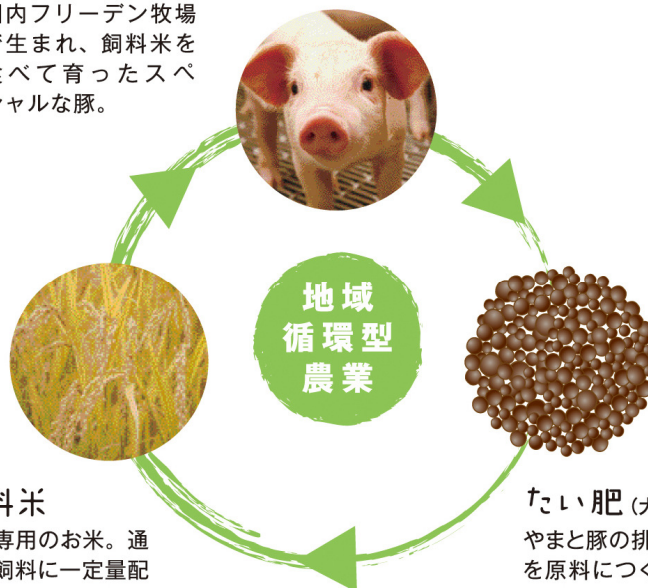 内フリーデン牧場
生まれ、飼料米を
べて育ったスペ
ャルな豚。
地域
循環型
農業
料米
専用のお米。通
飼料に一定量配
たい肥(
やまと豚の排
を原料につく